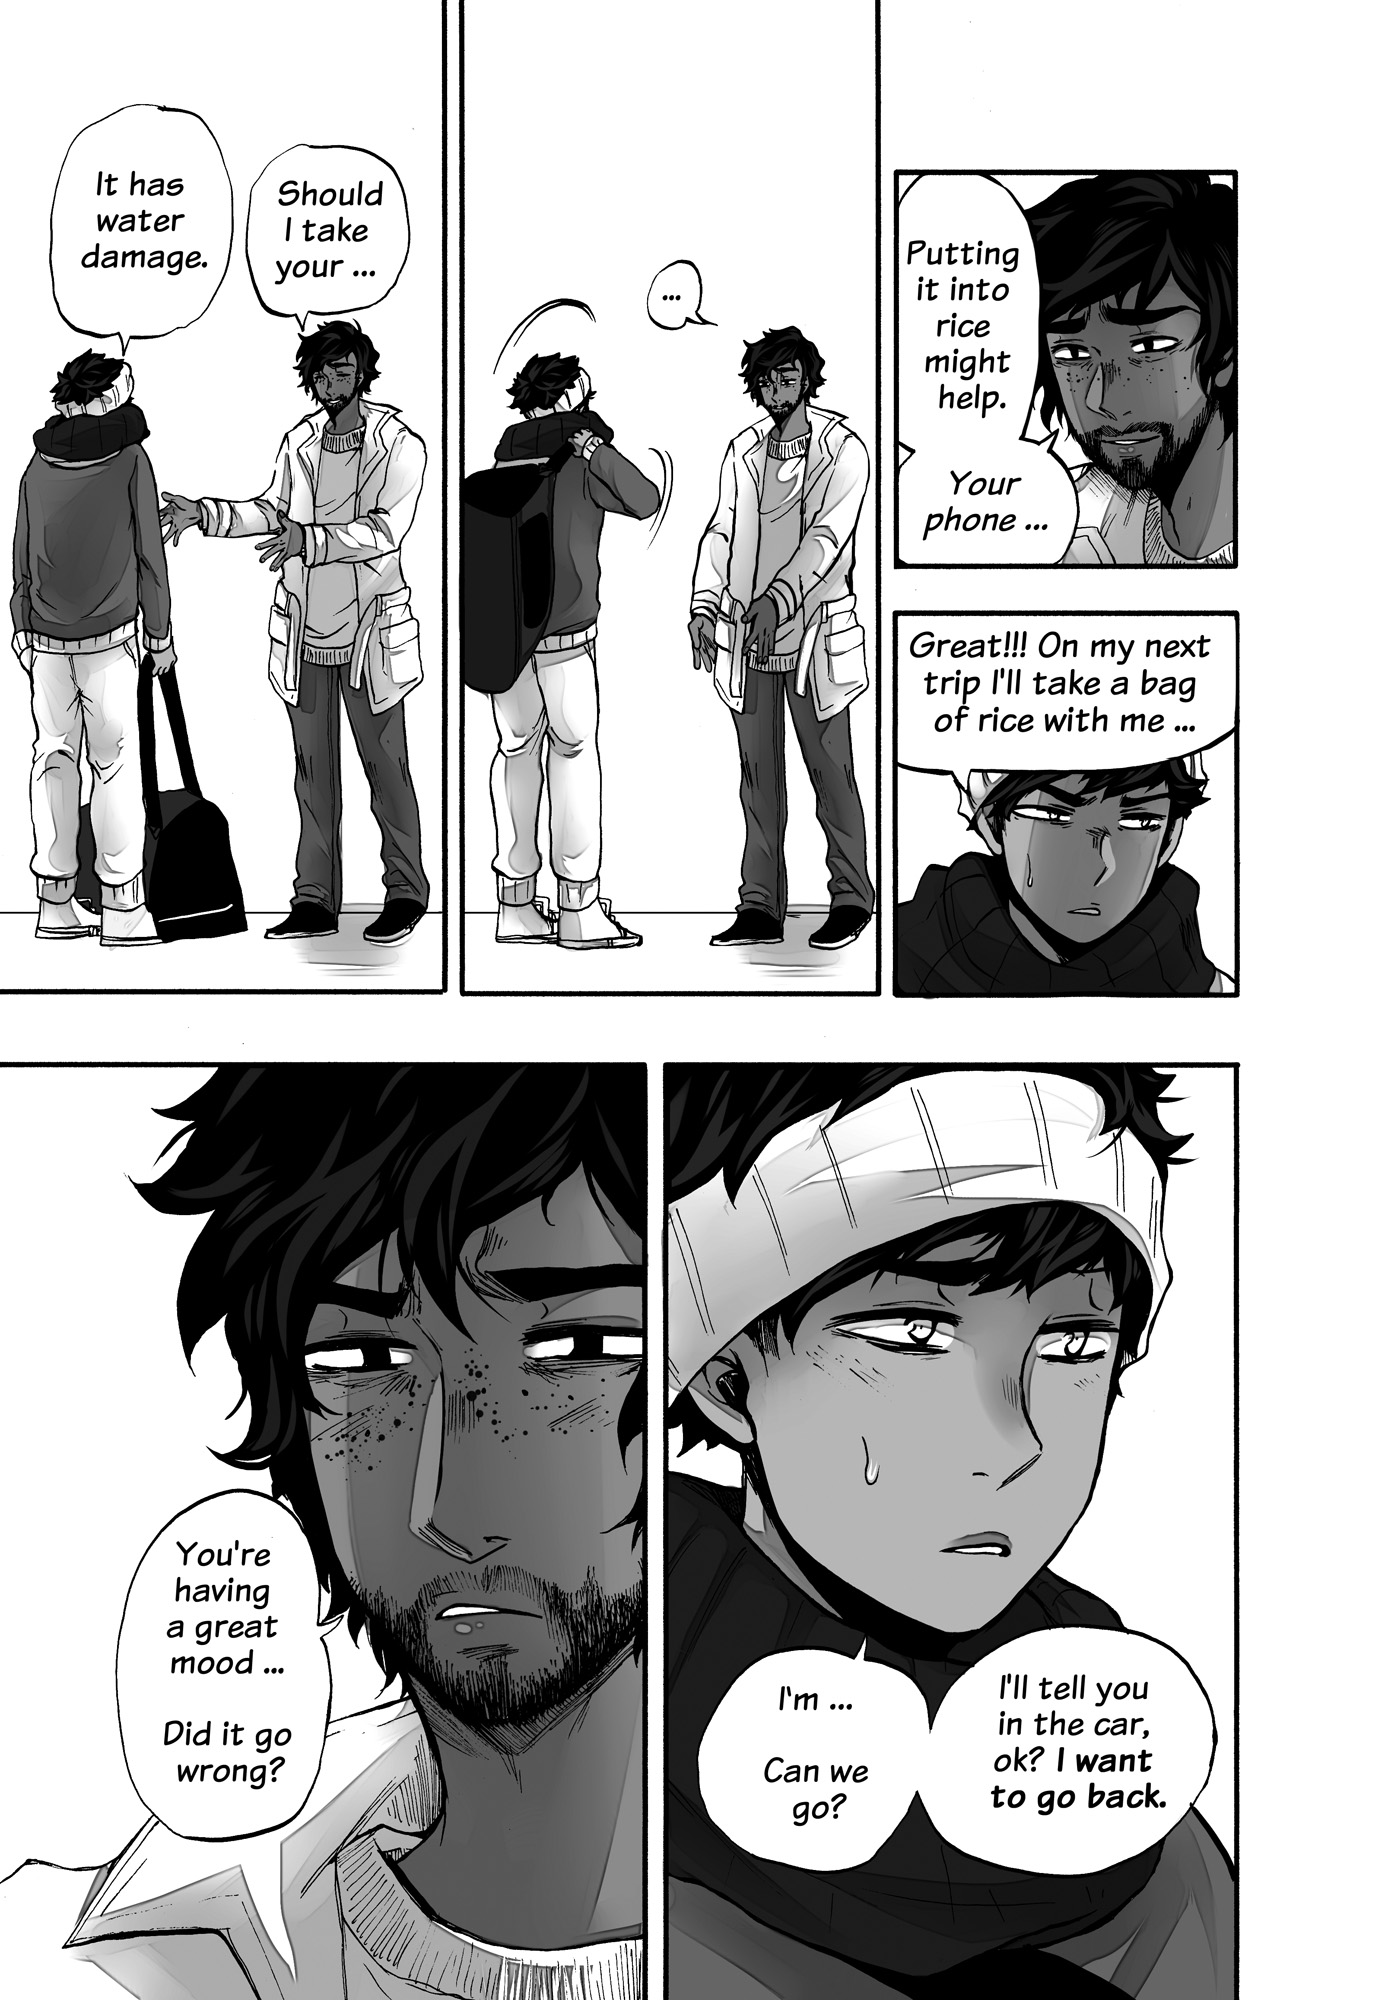 It has
water
damage.
Should
I take
your ...
...
Putting
it into
rice
might
help.
Your
phone ...
Great!!! On my next
trip I'll take a bag
of rice with me ...
You're
having
a great
mood ...
Did it go
wrong?
I'm ...
Can we
go?
I'll tell you
in the car,
ok? I want
to go back.